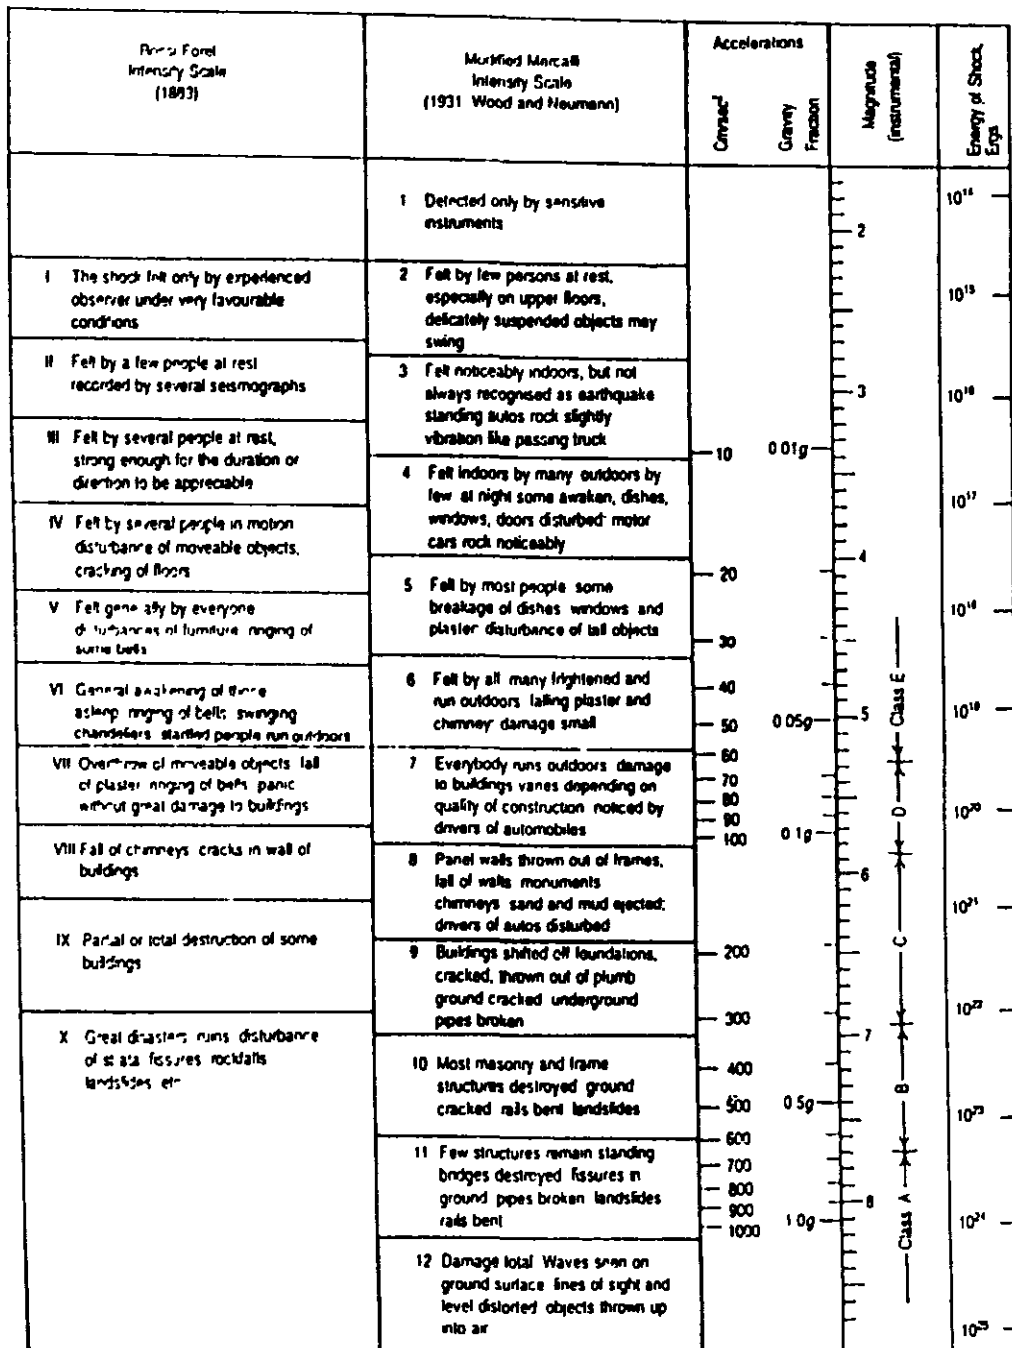 Rossi Forel
Intensity Scale
(1883)
Modified Mercalli
Intensity Scale
(1931 Wood and Neumann)
Accelerations
Cm/sec²
Gravity
Fraction
Magnitude
(instrumental)
Energy of Shock,
Ergs
I The shock felt only by experienced
observer under very favourable
conditions
II Felt by a few people at rest
recorded by several seismographs
III Felt by several people at rest,
strong enough for the duration or
direction to be appreciable
IV Felt by several people in motion
disturbance of moveable objects,
cracking of floors
V Felt generally by everyone
disturbances of furniture ringing of
some bells
VI General awakening of those
asleep ringing of bells swinging
chandeliers startled people run outdoors
VII Overthrow of moveable objects fall
of plaster ringing of bells panic
without great damage to buildings
VIII Fall of chimneys cracks in wall of
buildings
IX Partial or total destruction of some
buildings
X Great disasters ruins disturbance
of strata fissures rockfalls
landslides etc
1 Detected only by sensitive
instruments
2 Felt by few persons at rest,
especially on upper floors,
delicately suspended objects may
swing
3 Felt noticeably indoors, but not
always recognised as earthquake
standing autos rock slightly
vibration like passing truck
4 Felt indoors by many outdoors by
few at night some awaken, dishes,
windows, doors disturbed motor
cars rock noticeably
5 Felt by most people some
breakage of dishes windows and
plaster disturbance of tall objects
6 Felt by all many frightened and
run outdoors falling plaster and
chimney damage small
7 Everybody runs outdoors damage
to buildings varies depending on
quality of construction noticed by
drivers of automobiles
8 Panel walls thrown out of frames,
fall of walls monuments
chimneys sand and mud ejected;
drivers of autos disturbed
9 Buildings shifted off foundations,
cracked, thrown out of plumb
ground cracked underground
pipes broken
10 Most masonry and frame
structures destroyed ground
cracked rails bent landslides
11 Few structures remain standing
bridges destroyed fissures in
ground pipes broken landslides
rails bent
12 Damage total Waves seen on
ground surface lines of sight and
level distorted objects thrown up
into air
10
20
30
40
50
60
70
80
90
100
200
300
400
500
600
700
800
900
1000
0 01g
0 05g
0 1g
0 5g
1 0g
2
3
4
5
6
7
8
Class E
D
C
B
Class A
10¹⁵
10¹⁷
10¹⁸
10¹⁹
10²⁰
10²¹
10²²
10²³
10²⁴
10²⁵